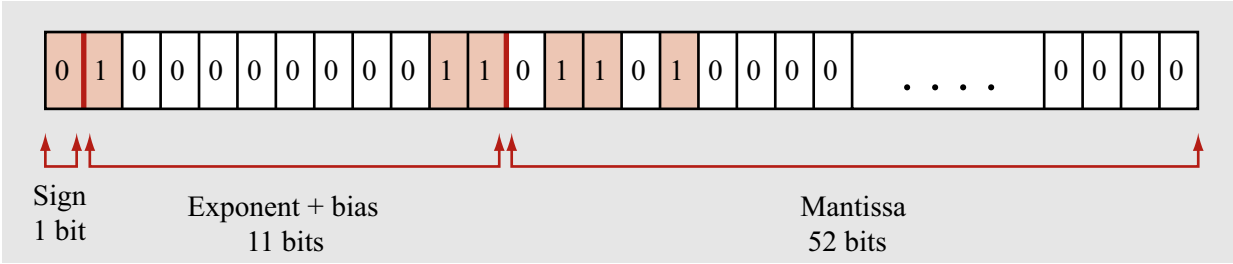 0 1 0 0 0 0 0 0 0 0 1 1 0 1 1 0 1 0 0 0 0 . . . . 0 0 0 0
Sign
1 bit
Exponent + bias
11 bits
Mantissa
52 bits